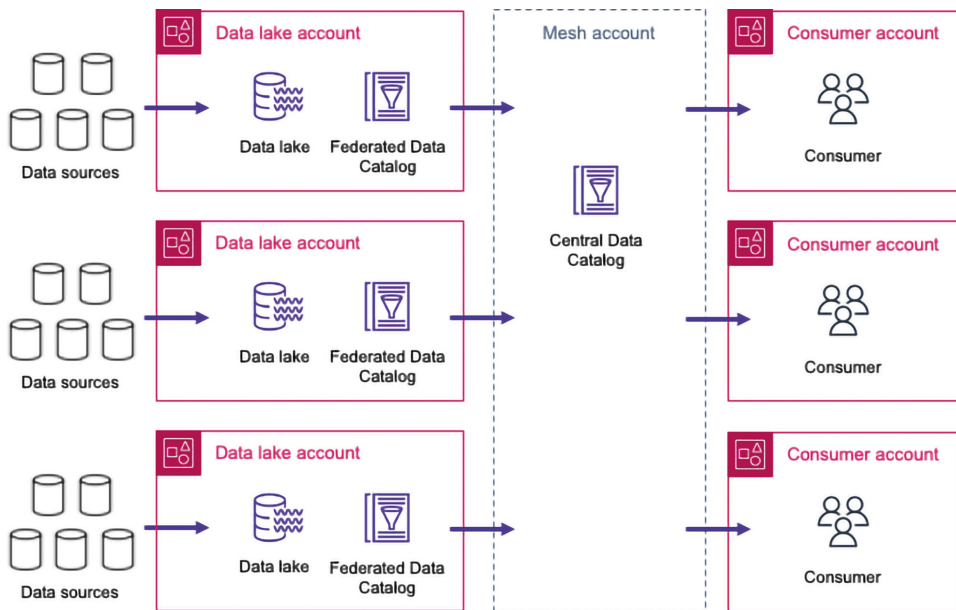 Data lake account
Mesh account
Consumer account
Data sources
Data lake
Federated Data
Catalog
Consumer
Central Data
Catalog
Data lake account
Consumer account
Data sources
Data lake
Federated Data
Catalog
Consumer
Data lake account
Consumer account
Data sources
Data lake
Federated Data
Catalog
Consumer